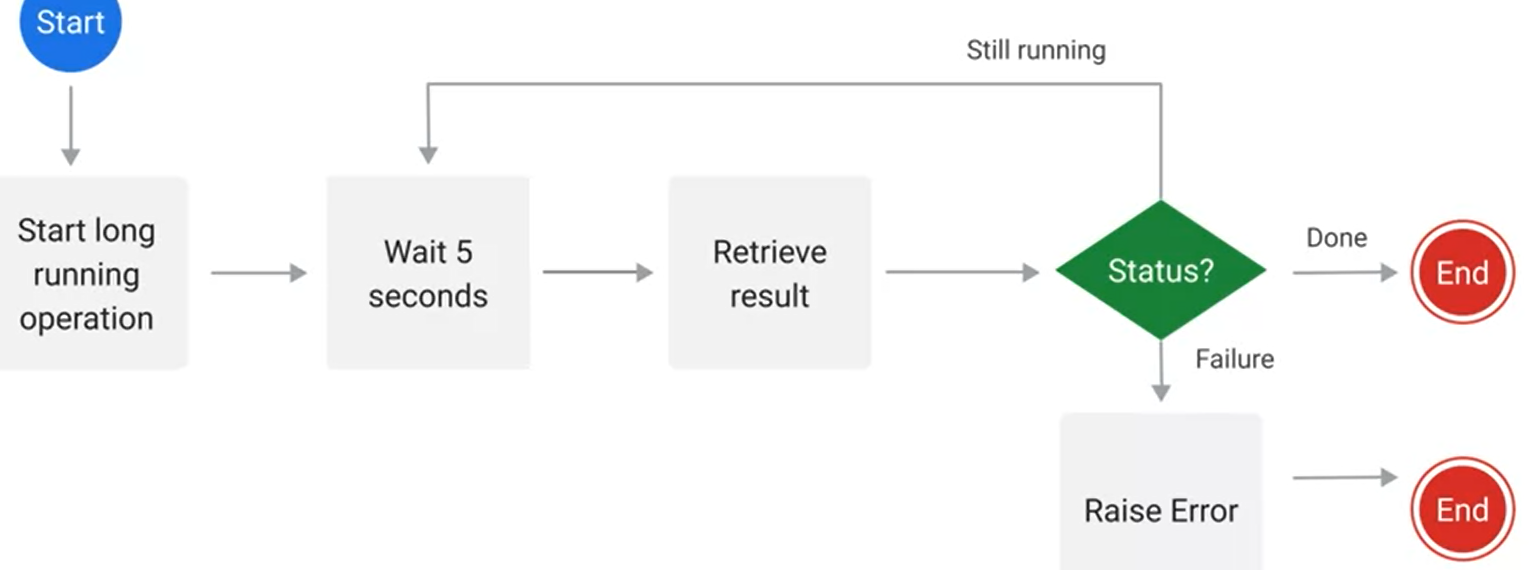 Start
Still running
Start long
running
operation
Wait 5
seconds
Retrieve
result
Status?
Done
End
Failure
Raise Error
End